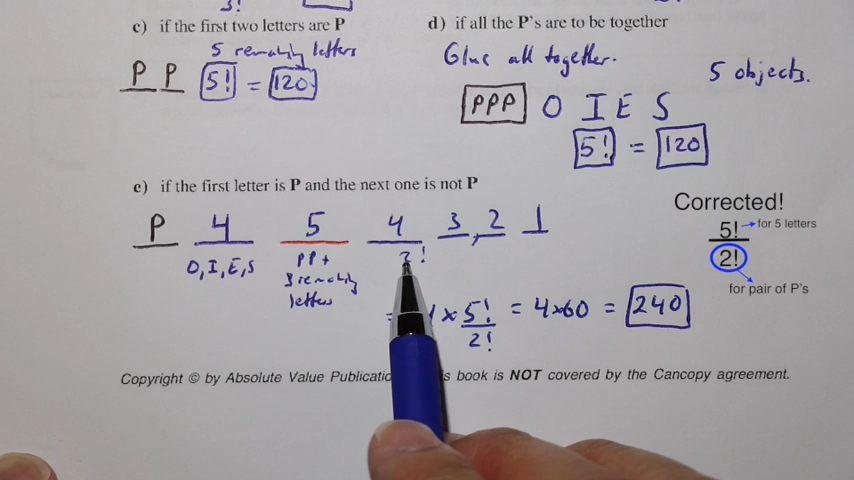 3!
c) if the first two letters are P
5 remaining letters
P P 5! = 120
d) if all the P's are to be together
Glue all together.
5 objects.
PPP O I E S
5! = 120
e) if the first letter is P and the next one is not P
P 4 5 4 3, 2 1
O, I, E, S
PP +
3 remaining
letters
2!
= 4 x 5!/2! = 4x60 = 240
Corrected!
5! for 5 letters
2!
for pair of P's
Copyright © by Absolute Value Publicatio s book is NOT covered by the Cancopy agreement.